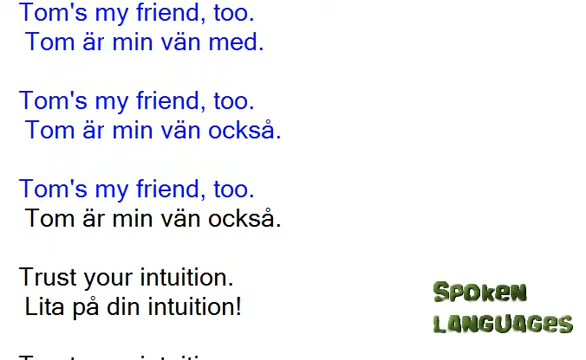 Tom's my friend, too.
Tom är min vän med.
Tom's my friend, too.
Tom är min vän också.
Tom's my friend, too.
Tom är min vän också.
Trust your intuition.
Lita på din intuition!
Spoken
Languages